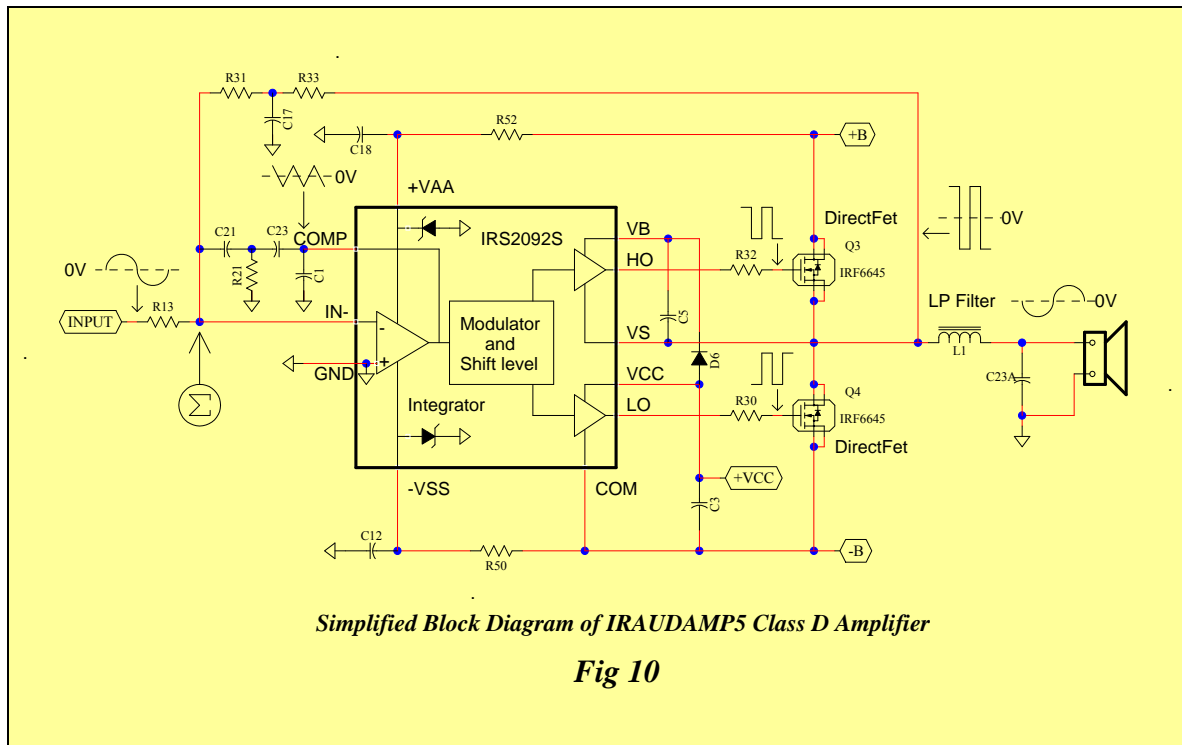 R31
R33
C17
R52
C18
+B
0V
+VAA
0V
DirectFet
IRS2092S
VB
Q3
C21
C23
COMP
HO
R32
IRF6645
0V
R21
C1
LP Filter
0V
INPUT
R13
IN-
-
Modulator
and
Shift level
C5
VS
L1
+
GND
D6
VCC
C23A
Integrator
LO
R30
Q4
IRF6645
Σ
DirectFet
-VSS
COM
+VCC
C3
C12
R50
-B
Simplified Block Diagram of IRAUDAMP5 Class D Amplifier
Fig 10